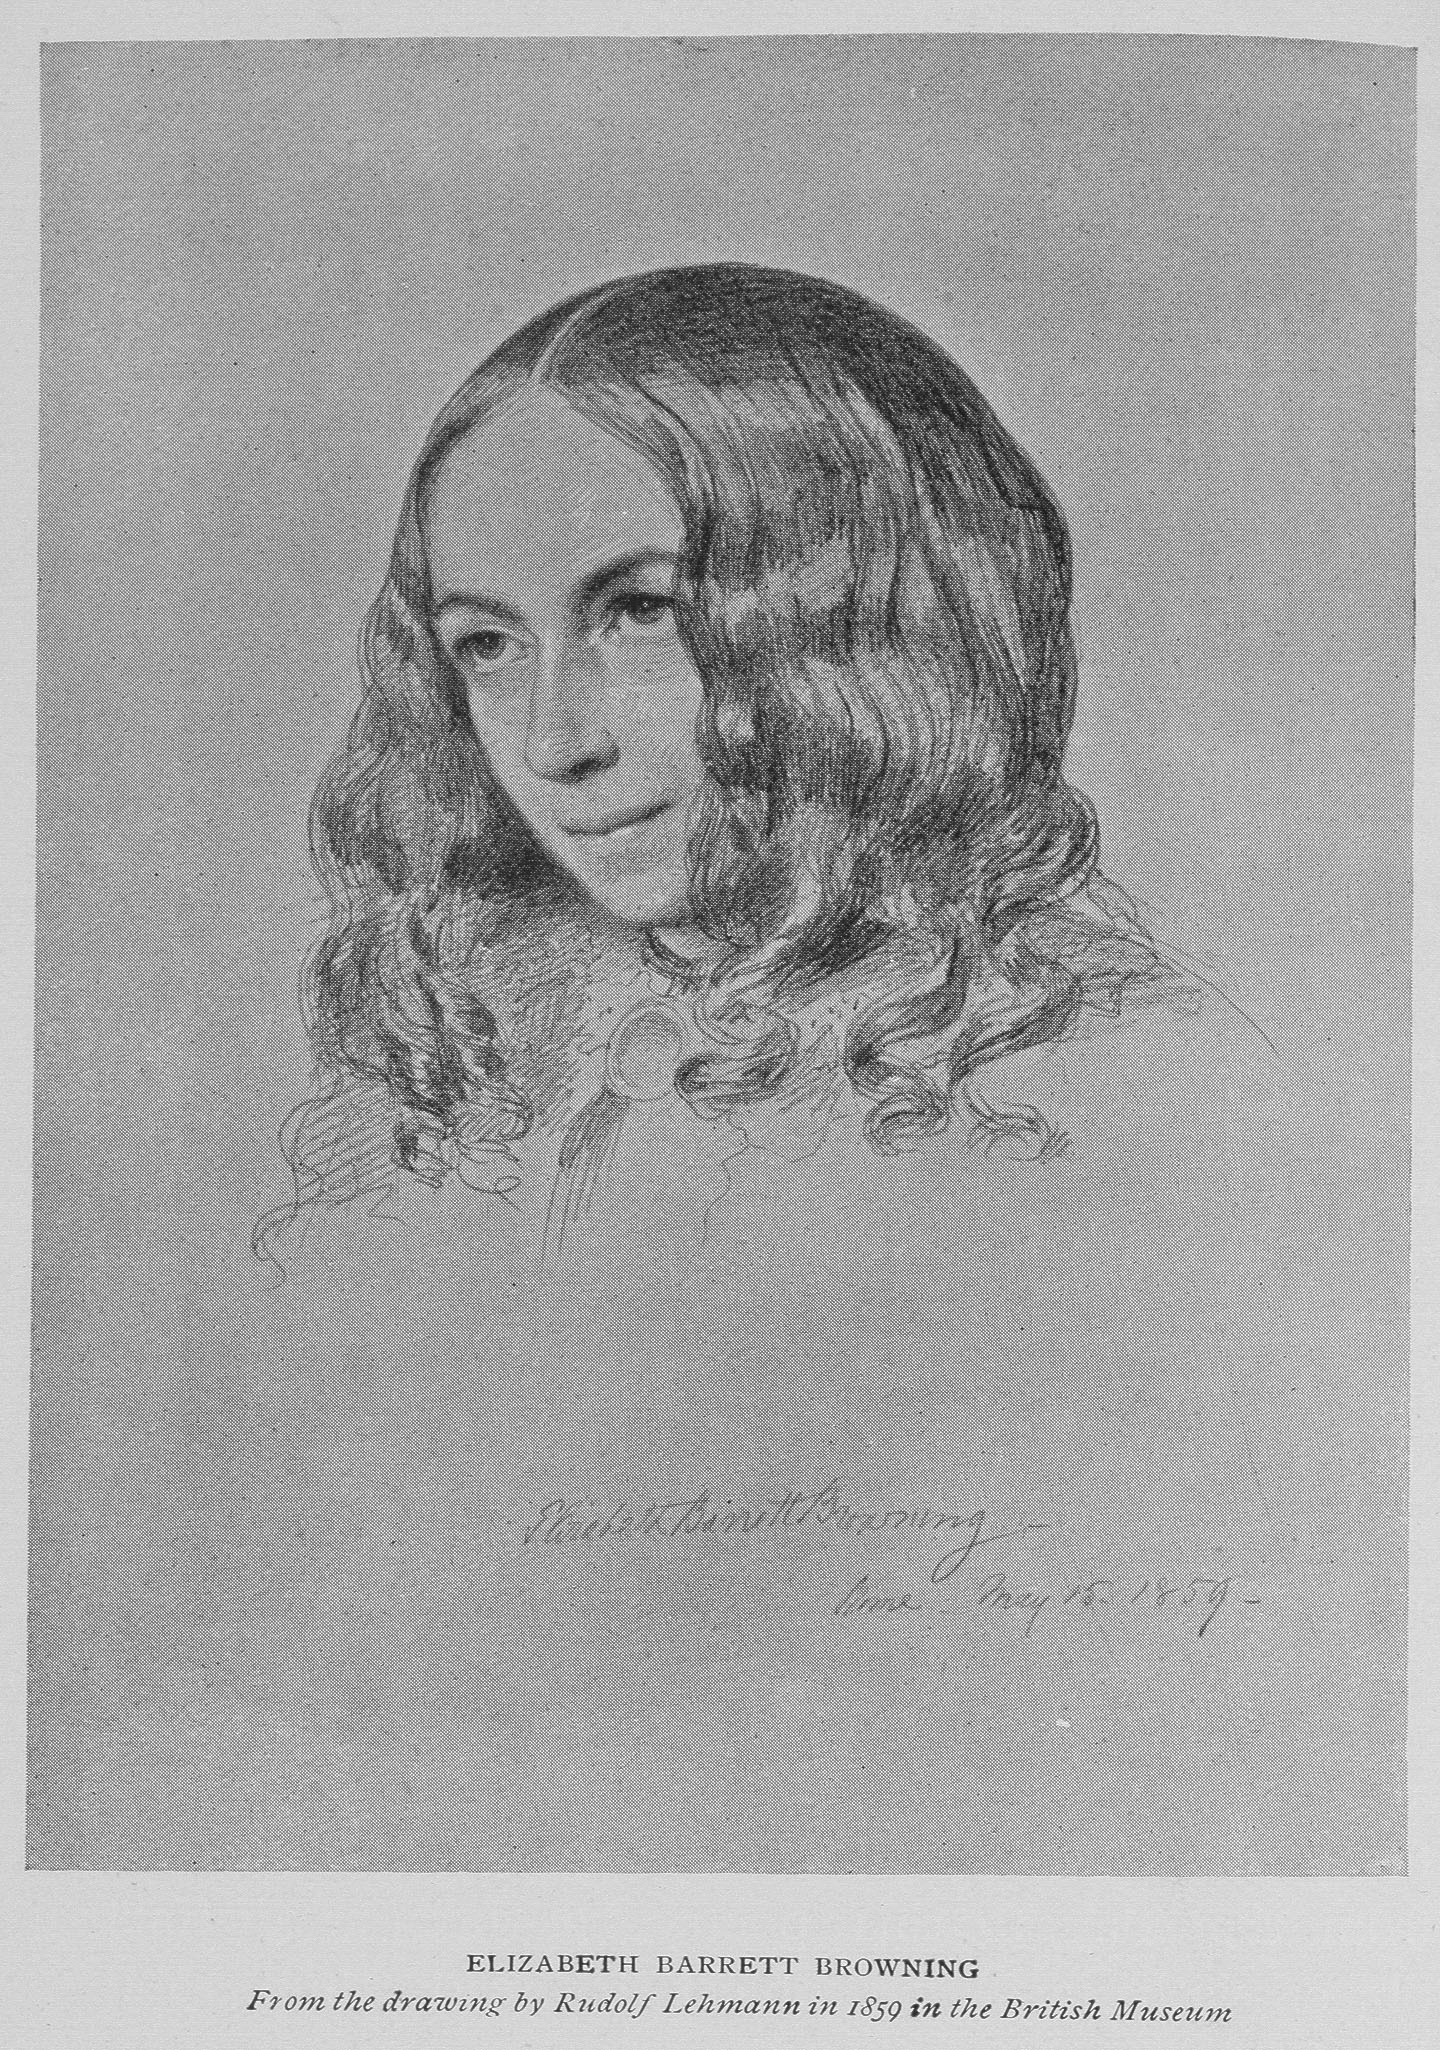 Elizabeth Barrett Browning –
May 15. 1859 –
ELIZABETH BARRETT BROWNING
From the drawing by Rudolf Lehmann in 1859 in the British Museum